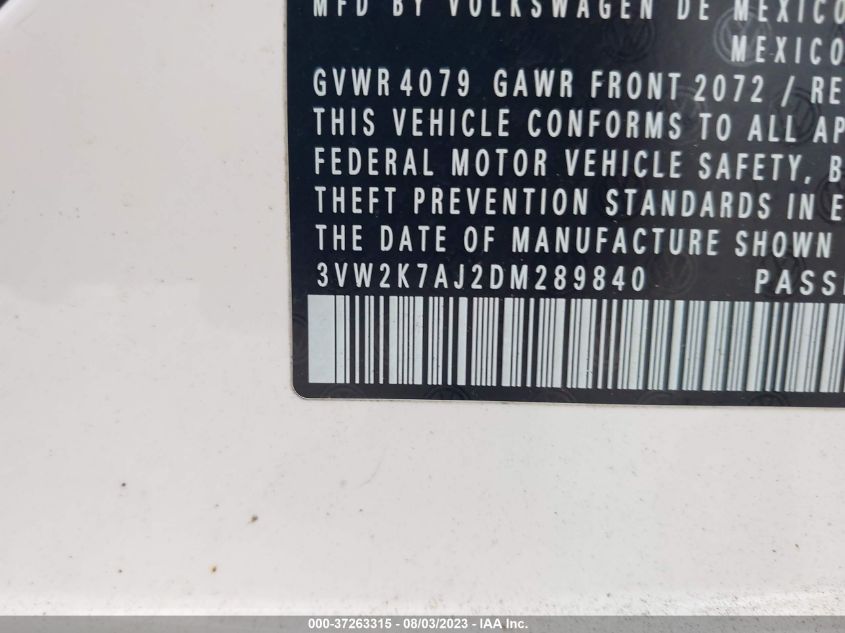 MFD BY VOLKSWAGEN DE MEXICO
MEXICO
GVWR 4079 GAWR FRONT 2072 / RE
THIS VEHICLE CONFORMS TO ALL AP
FEDERAL MOTOR VEHICLE SAFETY, B
THEFT PREVENTION STANDARDS IN E
THE DATE OF MANUFACTURE SHOWN
3VW2K7AJ2DM289840 PASS
000-37263315 - 08/03/2023 - IAA Inc.